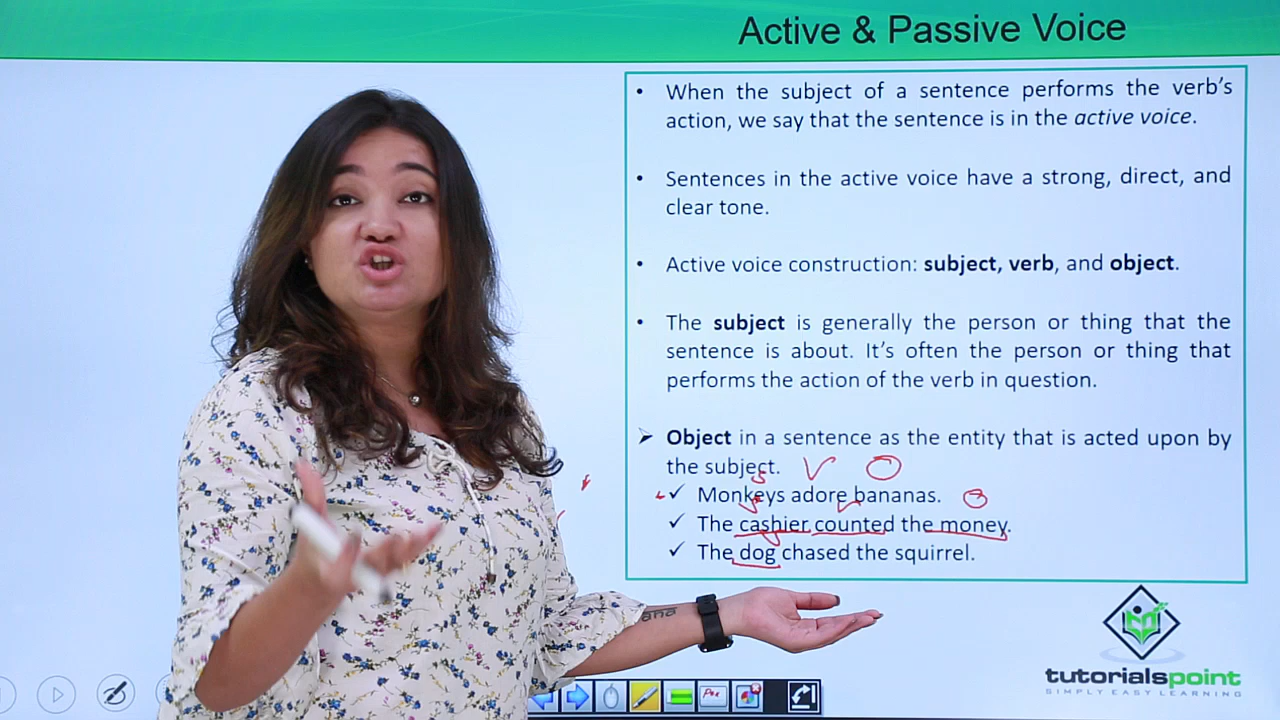 Active & Passive Voice
• When the subject of a sentence performs the verb's
action, we say that the sentence is in the active voice.
• Sentences in the active voice have a strong, direct, and
clear tone.
• Active voice construction: subject, verb, and object.
• The subject is generally the person or thing that the
sentence is about. It's often the person or thing that
performs the action of the verb in question.
➤ Object in a sentence as the entity that is acted upon by
the subject. V O
S
✓ Monkeys adore bananas.
✓ The cashier counted the money.
✓ The dog chased the squirrel.
Pen
tutorialspoint
SIMPLY EASY LEARNING